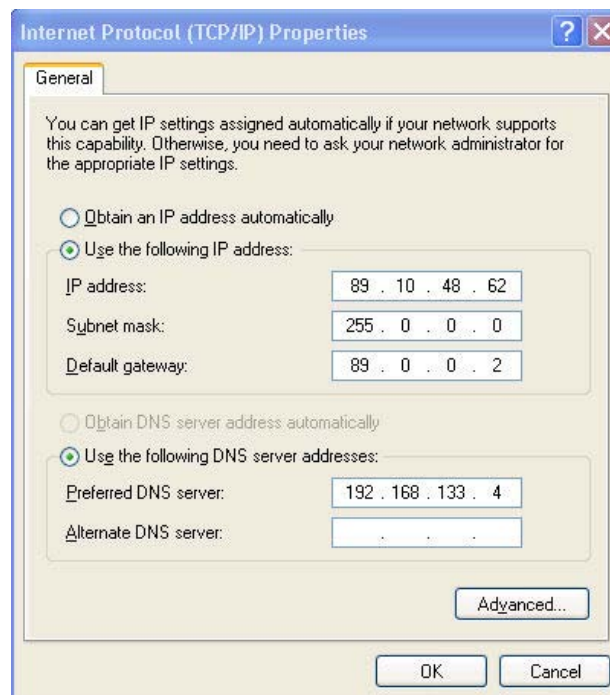 Internet Protocol (TCP/IP) Properties
General
You can get IP settings assigned automatically if your network supports
this capability. Otherwise, you need to ask your network administrator for
the appropriate IP settings.
Obtain an IP address automatically
Use the following IP address:
IP address: 89 . 10 . 48 . 62
Subnet mask: 255 . 0 . 0 . 0
Default gateway: 89 . 0 . 0 . 2
Obtain DNS server address automatically
Use the following DNS server addresses:
Preferred DNS server: 192 . 168 . 133 . 4
Alternate DNS server: . . .
Advanced...
OK Cancel